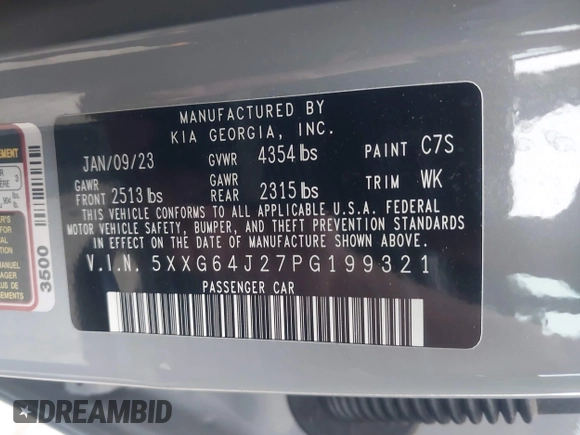 MANUFACTURED BY
KIA GEORGIA, INC.
JAN/09/23 GVWR 4354 lbs PAINT C7S
GAWR FRONT 2513 lbs GAWR REAR 2315 lbs TRIM WK
THIS VEHICLE CONFORMS TO ALL APPLICABLE U.S.A. FEDERAL
MOTOR VEHICLE SAFETY, BUMPER, AND THEFT PREVENTION STANDARDS
IN EFFECT ON THE DATE OF MANUFACTURE SHOWN ABOVE.
V.I.N. 5XXG64J27PG199321
PASSENGER CAR
3500
DREAMBID